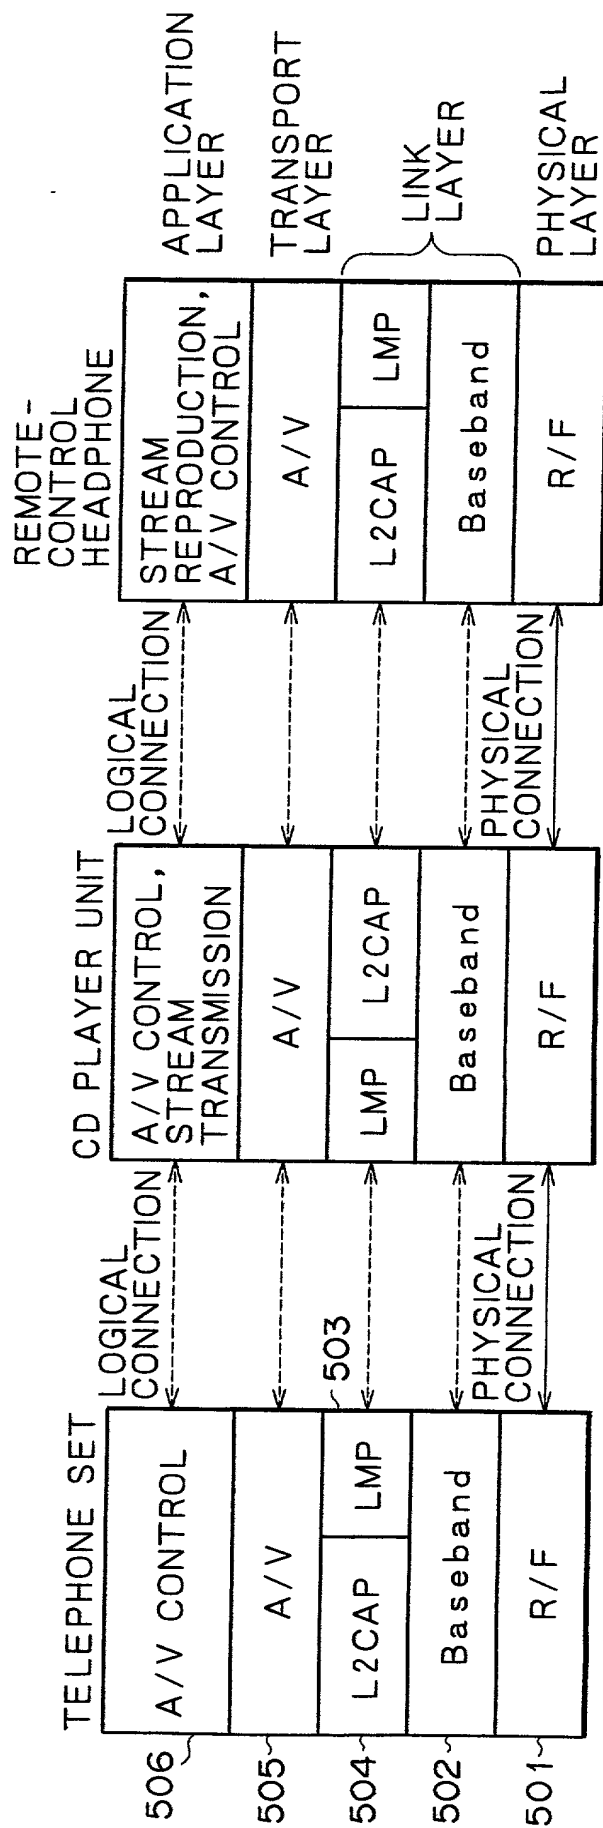 TELEPHONE SET
506
A/V CONTROL
505
A/V
504
L2CAP
LMP
503
502
Baseband
501
R/F
LOGICAL
CONNECTION
PHYSICAL
CONNECTION
CD PLAYER UNIT
A/V CONTROL,
STREAM
TRANSMISSION
A/V
LMP
L2CAP
Baseband
R/F
LOGICAL
CONNECTION
PHYSICAL
CONNECTION
REMOTE-
CONTROL
HEADPHONE
STREAM
REPRODUCTION,
A/V CONTROL
A/V
L2CAP
LMP
Baseband
R/F
APPLICATION
LAYER
TRANSPORT
LAYER
LINK
LAYER
PHYSICAL
LAYER